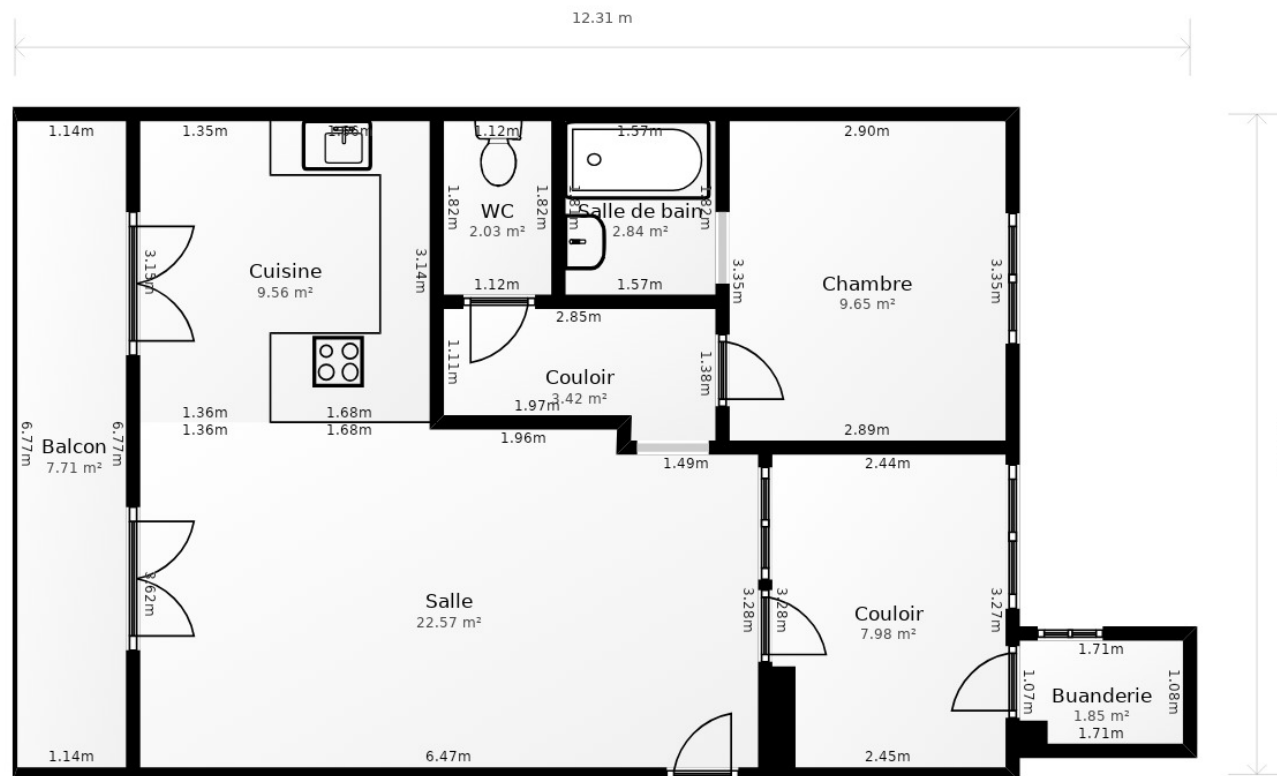 12.31 m
1.14m
1.35m
1.12m
1.57m
2.90m
1.82m
1.82m
1.82m
WC
2.03 m²
Salle de bain
2.84 m²
3.14m
Cuisine
9.56 m²
3.35m
3.35m
Chambre
9.65 m²
1.12m
1.57m
2.85m
1.11m
1.38m
Couloir
3.42 m²
1.97m
1.36m
1.68m
1.36m
1.68m
1.96m
2.89m
6.77m
6.77m
Balcon
7.71 m²
1.49m
2.44m
Salle
22.57 m²
3.28m
3.28m
3.27m
Couloir
7.98 m²
1.71m
1.07m
1.08m
Buanderie
1.85 m²
1.71m
1.14m
6.47m
2.45m